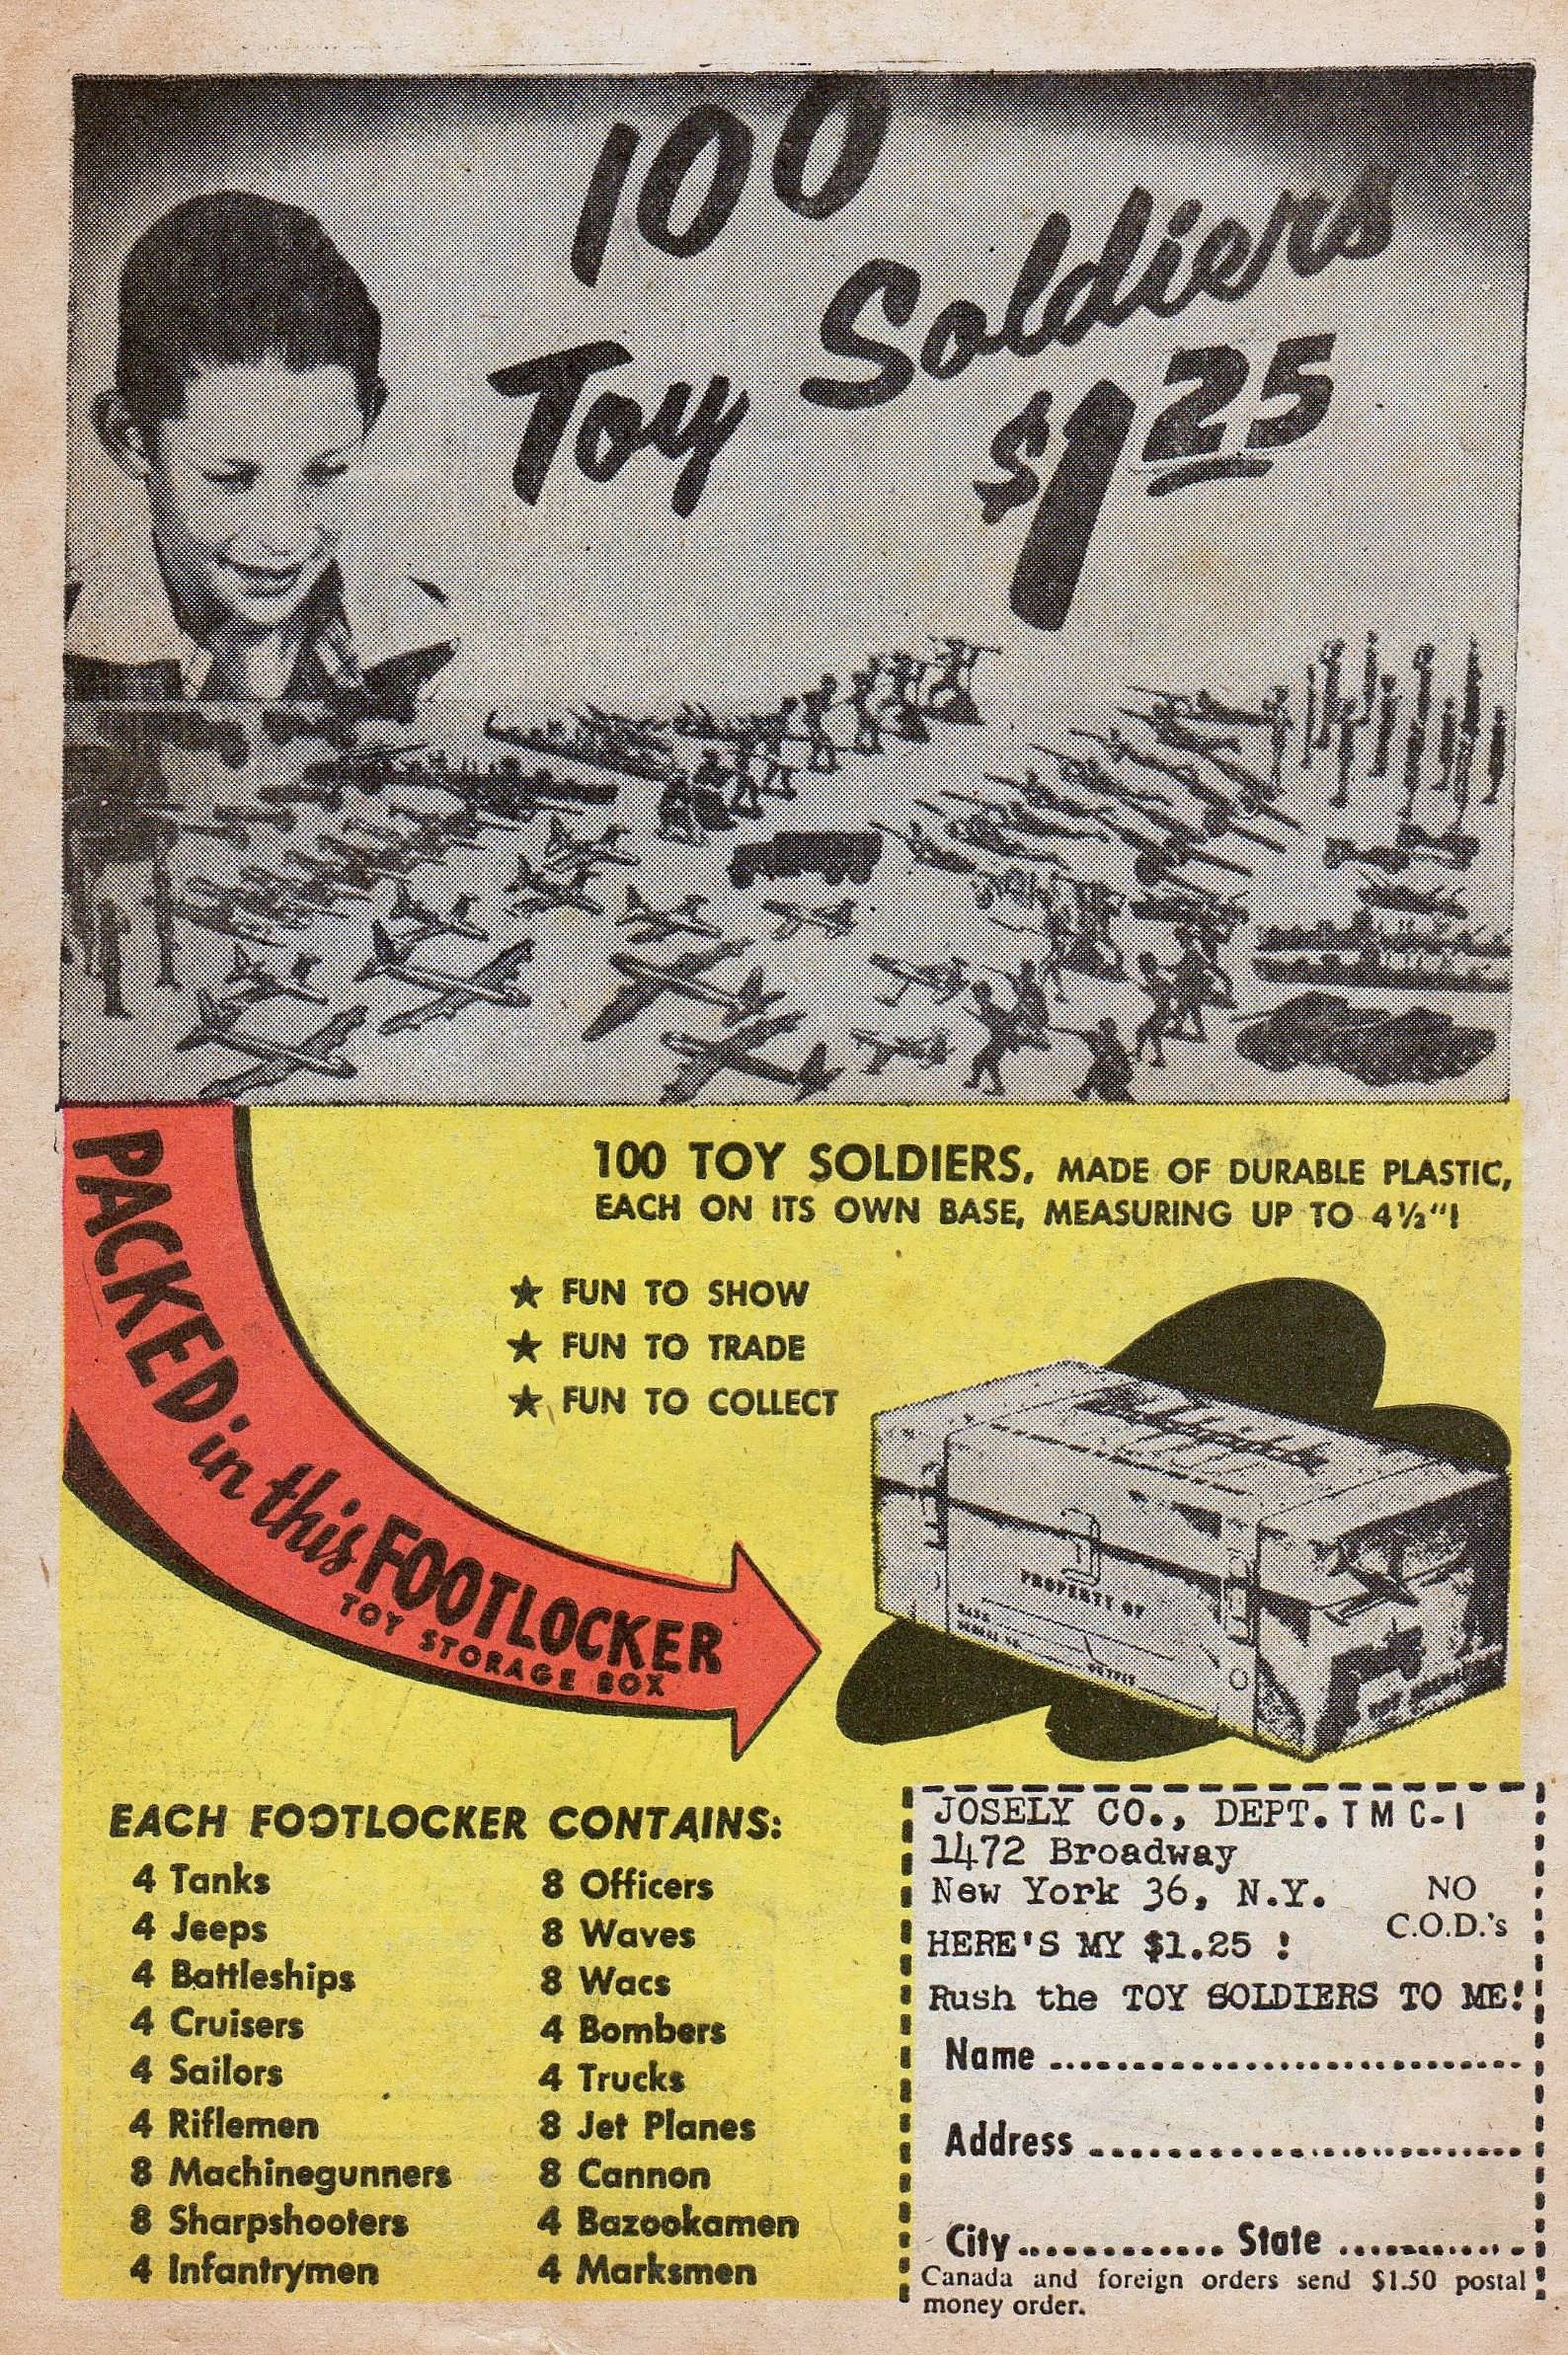 100
Toy Soldiers
$1.25
100 TOY SOLDIERS, MADE OF DURABLE PLASTIC,
EACH ON ITS OWN BASE, MEASURING UP TO 4½"!
★ FUN TO SHOW
★ FUN TO TRADE
★ FUN TO COLLECT
PACKED in this FOOTLOCKER
TOY STORAGE BOX
PROPERTY OF
EACH FOOTLOCKER CONTAINS:
4 Tanks
4 Jeeps
4 Battleships
4 Cruisers
4 Sailors
4 Riflemen
8 Machinegunners
8 Sharpshooters
4 Infantrymen
8 Officers
8 Waves
8 Wacs
4 Bombers
4 Trucks
8 Jet Planes
8 Cannon
4 Bazookamen
4 Marksmen
JOSELY CO., DEPT. T M C-1
1472 Broadway
New York 36, N.Y.
NO
C.O.D.'s
HERE'S MY $1.25 !
Rush the TOY SOLDIERS TO ME!
Name
Address
City State
Canada and foreign orders send $1.50 postal
money order.